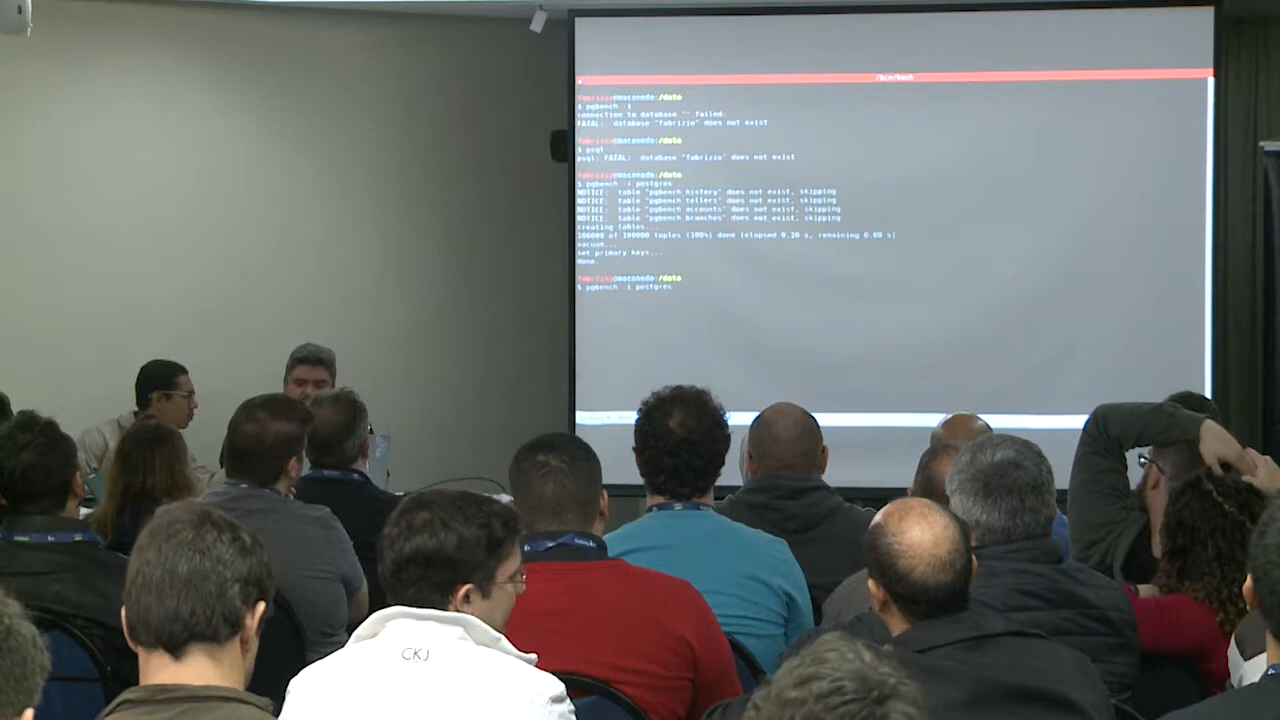 /bin/bash
fabrizio@macanudo:/data
$ pgbench -i
connection to database "" failed:
FATAL:  database "fabrizio" does not exist
fabrizio@macanudo:/data
$ psql
psql: FATAL:  database "fabrizio" does not exist
fabrizio@macanudo:/data
$ pgbench -i postgres
NOTICE:  table "pgbench_history" does not exist, skipping
NOTICE:  table "pgbench_tellers" does not exist, skipping
NOTICE:  table "pgbench_accounts" does not exist, skipping
NOTICE:  table "pgbench_branches" does not exist, skipping
creating tables...
100000 of 100000 tuples (100%) done (elapsed 0.10 s, remaining 0.00 s)
vacuum...
set primary keys...
done.
fabrizio@macanudo:/data
$ pgbench -i postgres
CKJ